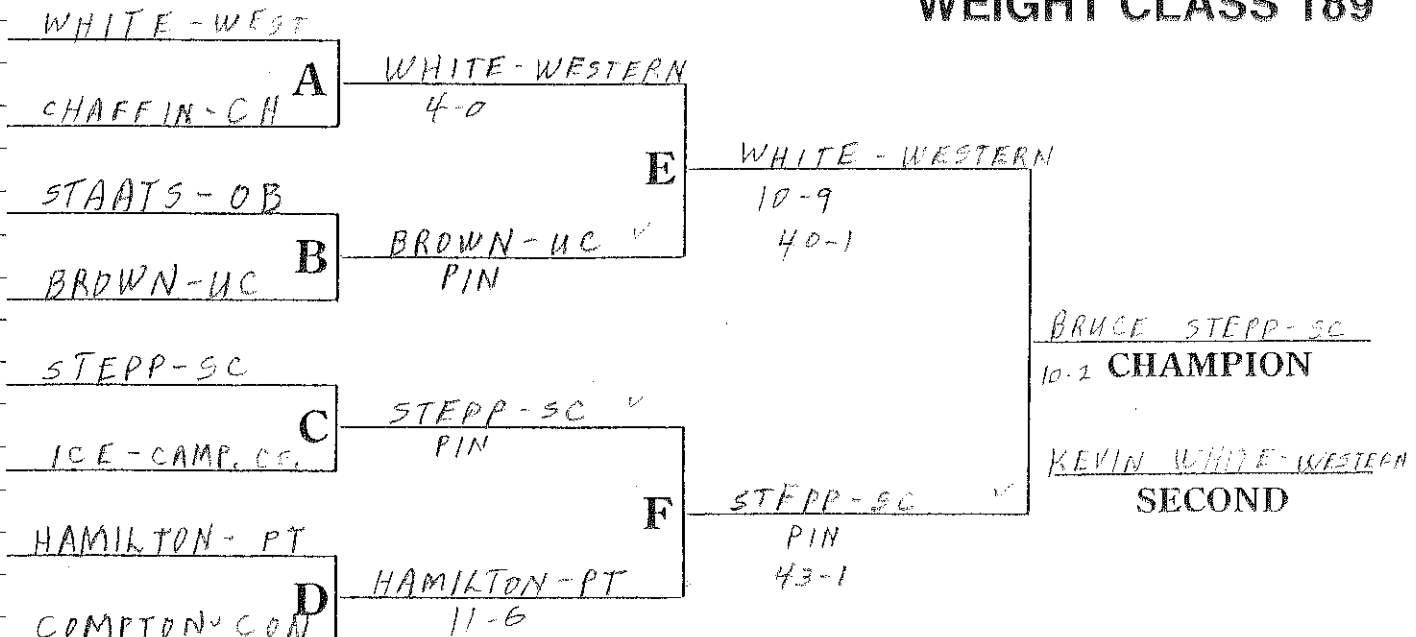 WEIGHT CLASS 189
WHITE - WEST
A
CHAFFIN - CH
WHITE - WESTERN
4-0
STAATS - OB
B
BROWN - UC
BROWN - UC ✓
PIN
E
WHITE - WESTERN
10-9
40-1
STEPP - SC
C
ICE - CAMP. CO.
STEPP - SC ✓
PIN
HAMILTON - PT
D
COMPTON - CON
HAMILTON - PT
11-6
F
STEPP - SC ✓
PIN
43-1
BRUCE STEPP - SC
10-2 CHAMPION
KEVIN WHITE - WESTERN
SECOND